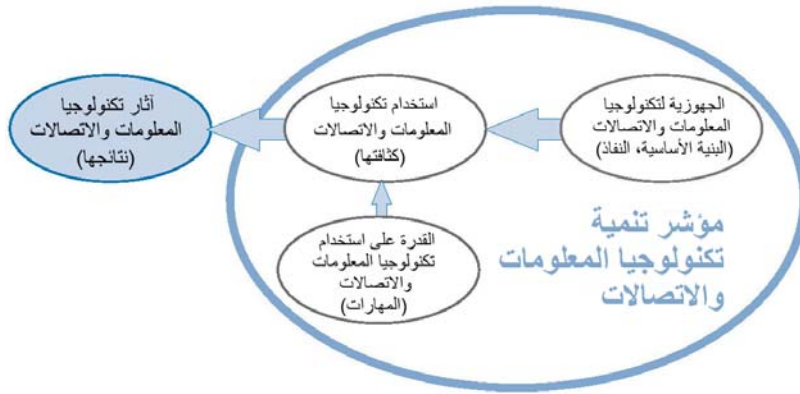 الجهوزية لتكنولوجيا
المعلومات والاتصالات
(البنية الأساسية، النفاذ)
استخدام تكنولوجيا
المعلومات والاتصالات
(كثافتها)
آثار تكنولوجيا
المعلومات والاتصالات
(نتائجها)
القدرة على استخدام
تكنولوجيا المعلومات
والاتصالات
(المهارات)
مؤشر تنمية
تكنولوجيا المعلومات
والاتصالات